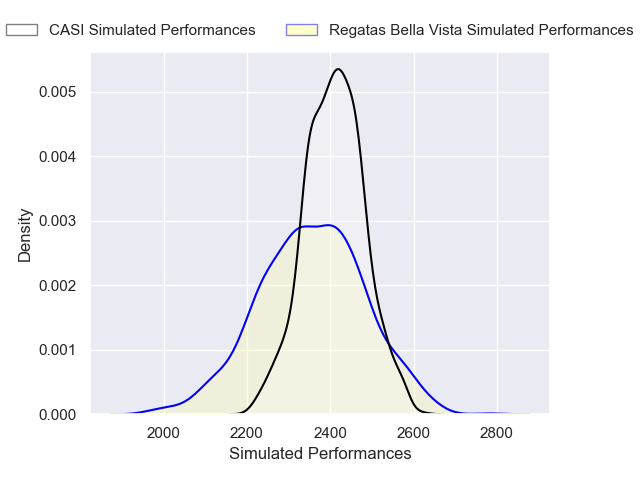 CASI Simulated Performances Regatas Bella Vista Simulated Performances
0.005
0.004
0.003
0.002
0.001
0.000
Density
2000 2200 2400 2600 2800
Simulated Performances